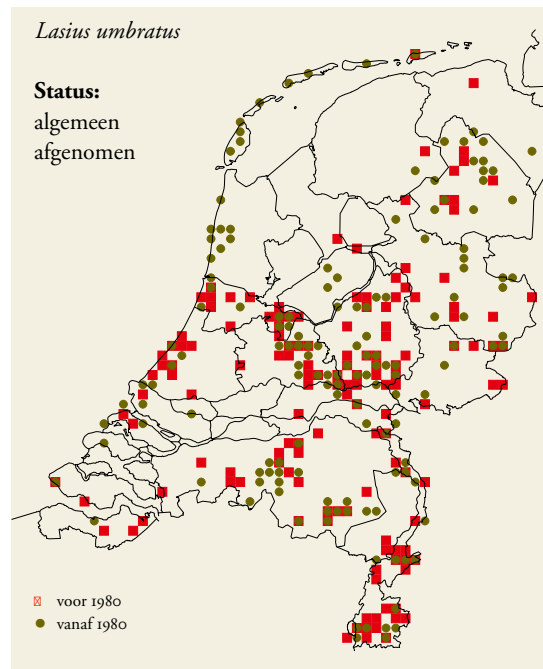 Lasius umbratus
Status:
algemeen
afgenomen
voor 1980
vanaf 1980